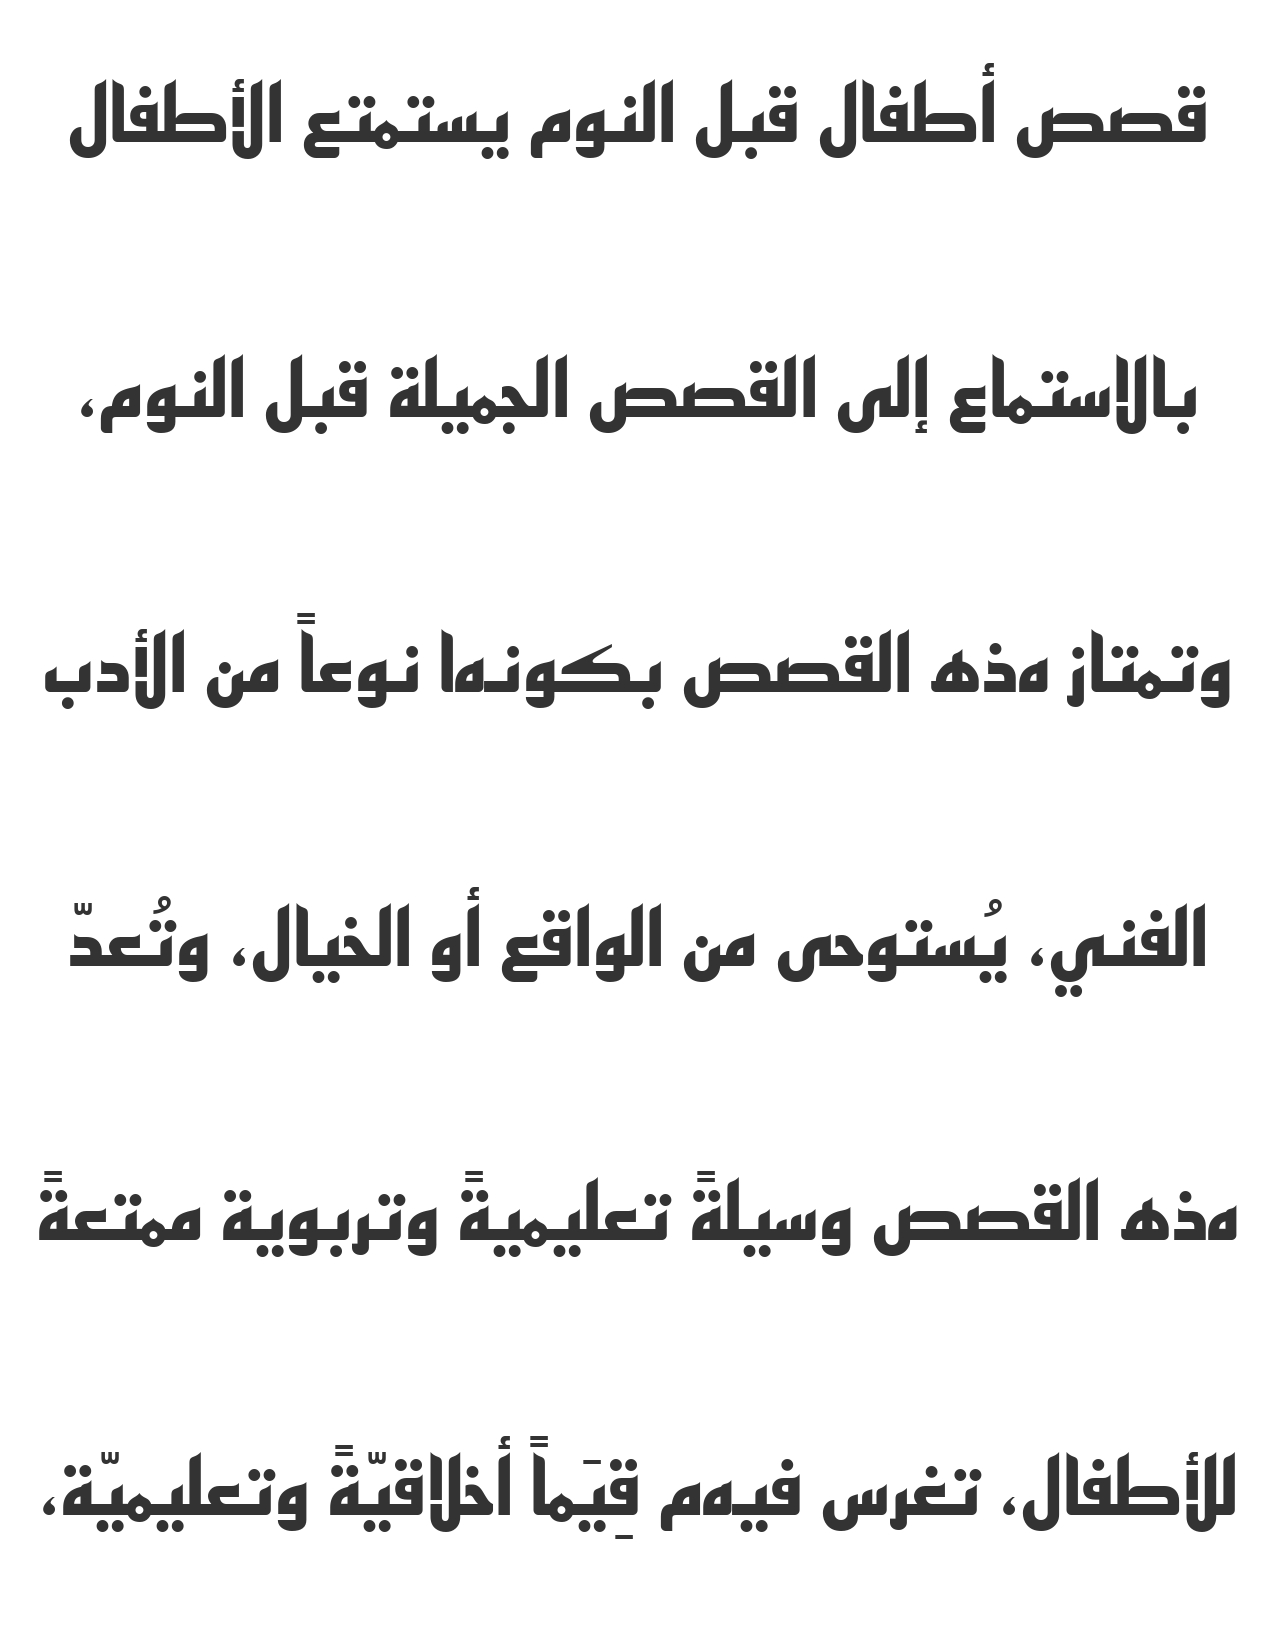 قصص أطفال قبل النوم يستمتع الأطفال
بالاستماع إلى القصص الجميلة قبل النوم،
وتمتاز هذه القصص بكونها نوعاً من الأدب
الفني، يُستوحى من الواقع أو الخيال، وتُعدّ
هذه القصص وسيلةً تعليميةً وتربوية ممتعةً
للأطفال، تغرس فيهم قِيَماً أخلاقيّةً وتعليميّة،